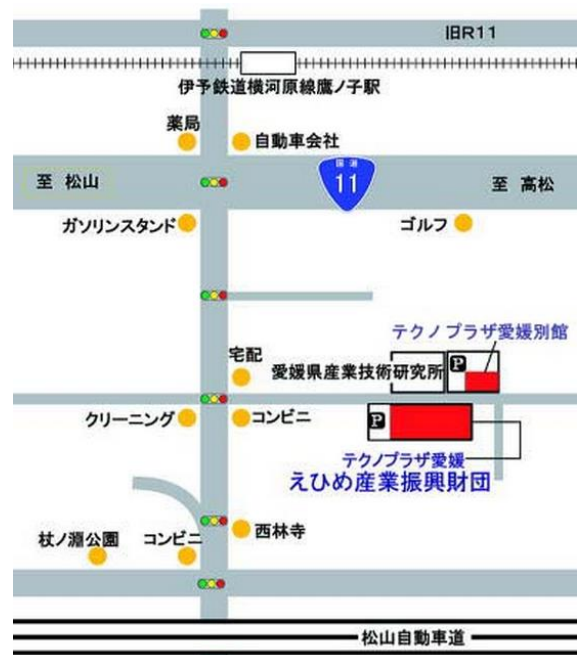 旧R11
伊予鉄道横河原線鷹ノ子駅
薬局
自動車会社
至 松山
国道
11
至 高松
ガソリンスタンド
ゴルフ
テクノプラザ愛媛別館
宅配
愛媛県産業技術研究所
P
クリーニング
コンビニ
P
テクノプラザ愛媛
えひめ産業振興財団
杖ノ淵公園
コンビニ
西林寺
松山自動車道